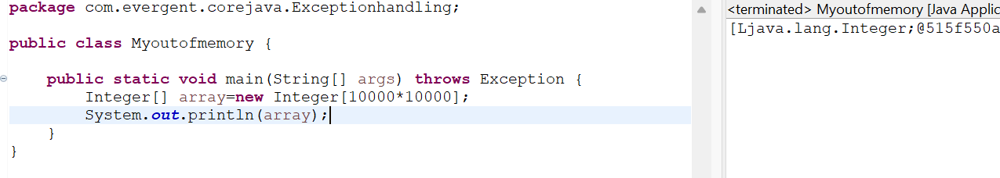 package com.evergent.corejava.Exceptionhandling;
public class Myoutofmemory {
public static void main(String[] args) throws Exception {
Integer[] array=new Integer[10000*10000];
System.out.println(array);
}
}
<terminated> Myoutofmemory [Java Applic
[Ljava.lang.Integer;@515f550a